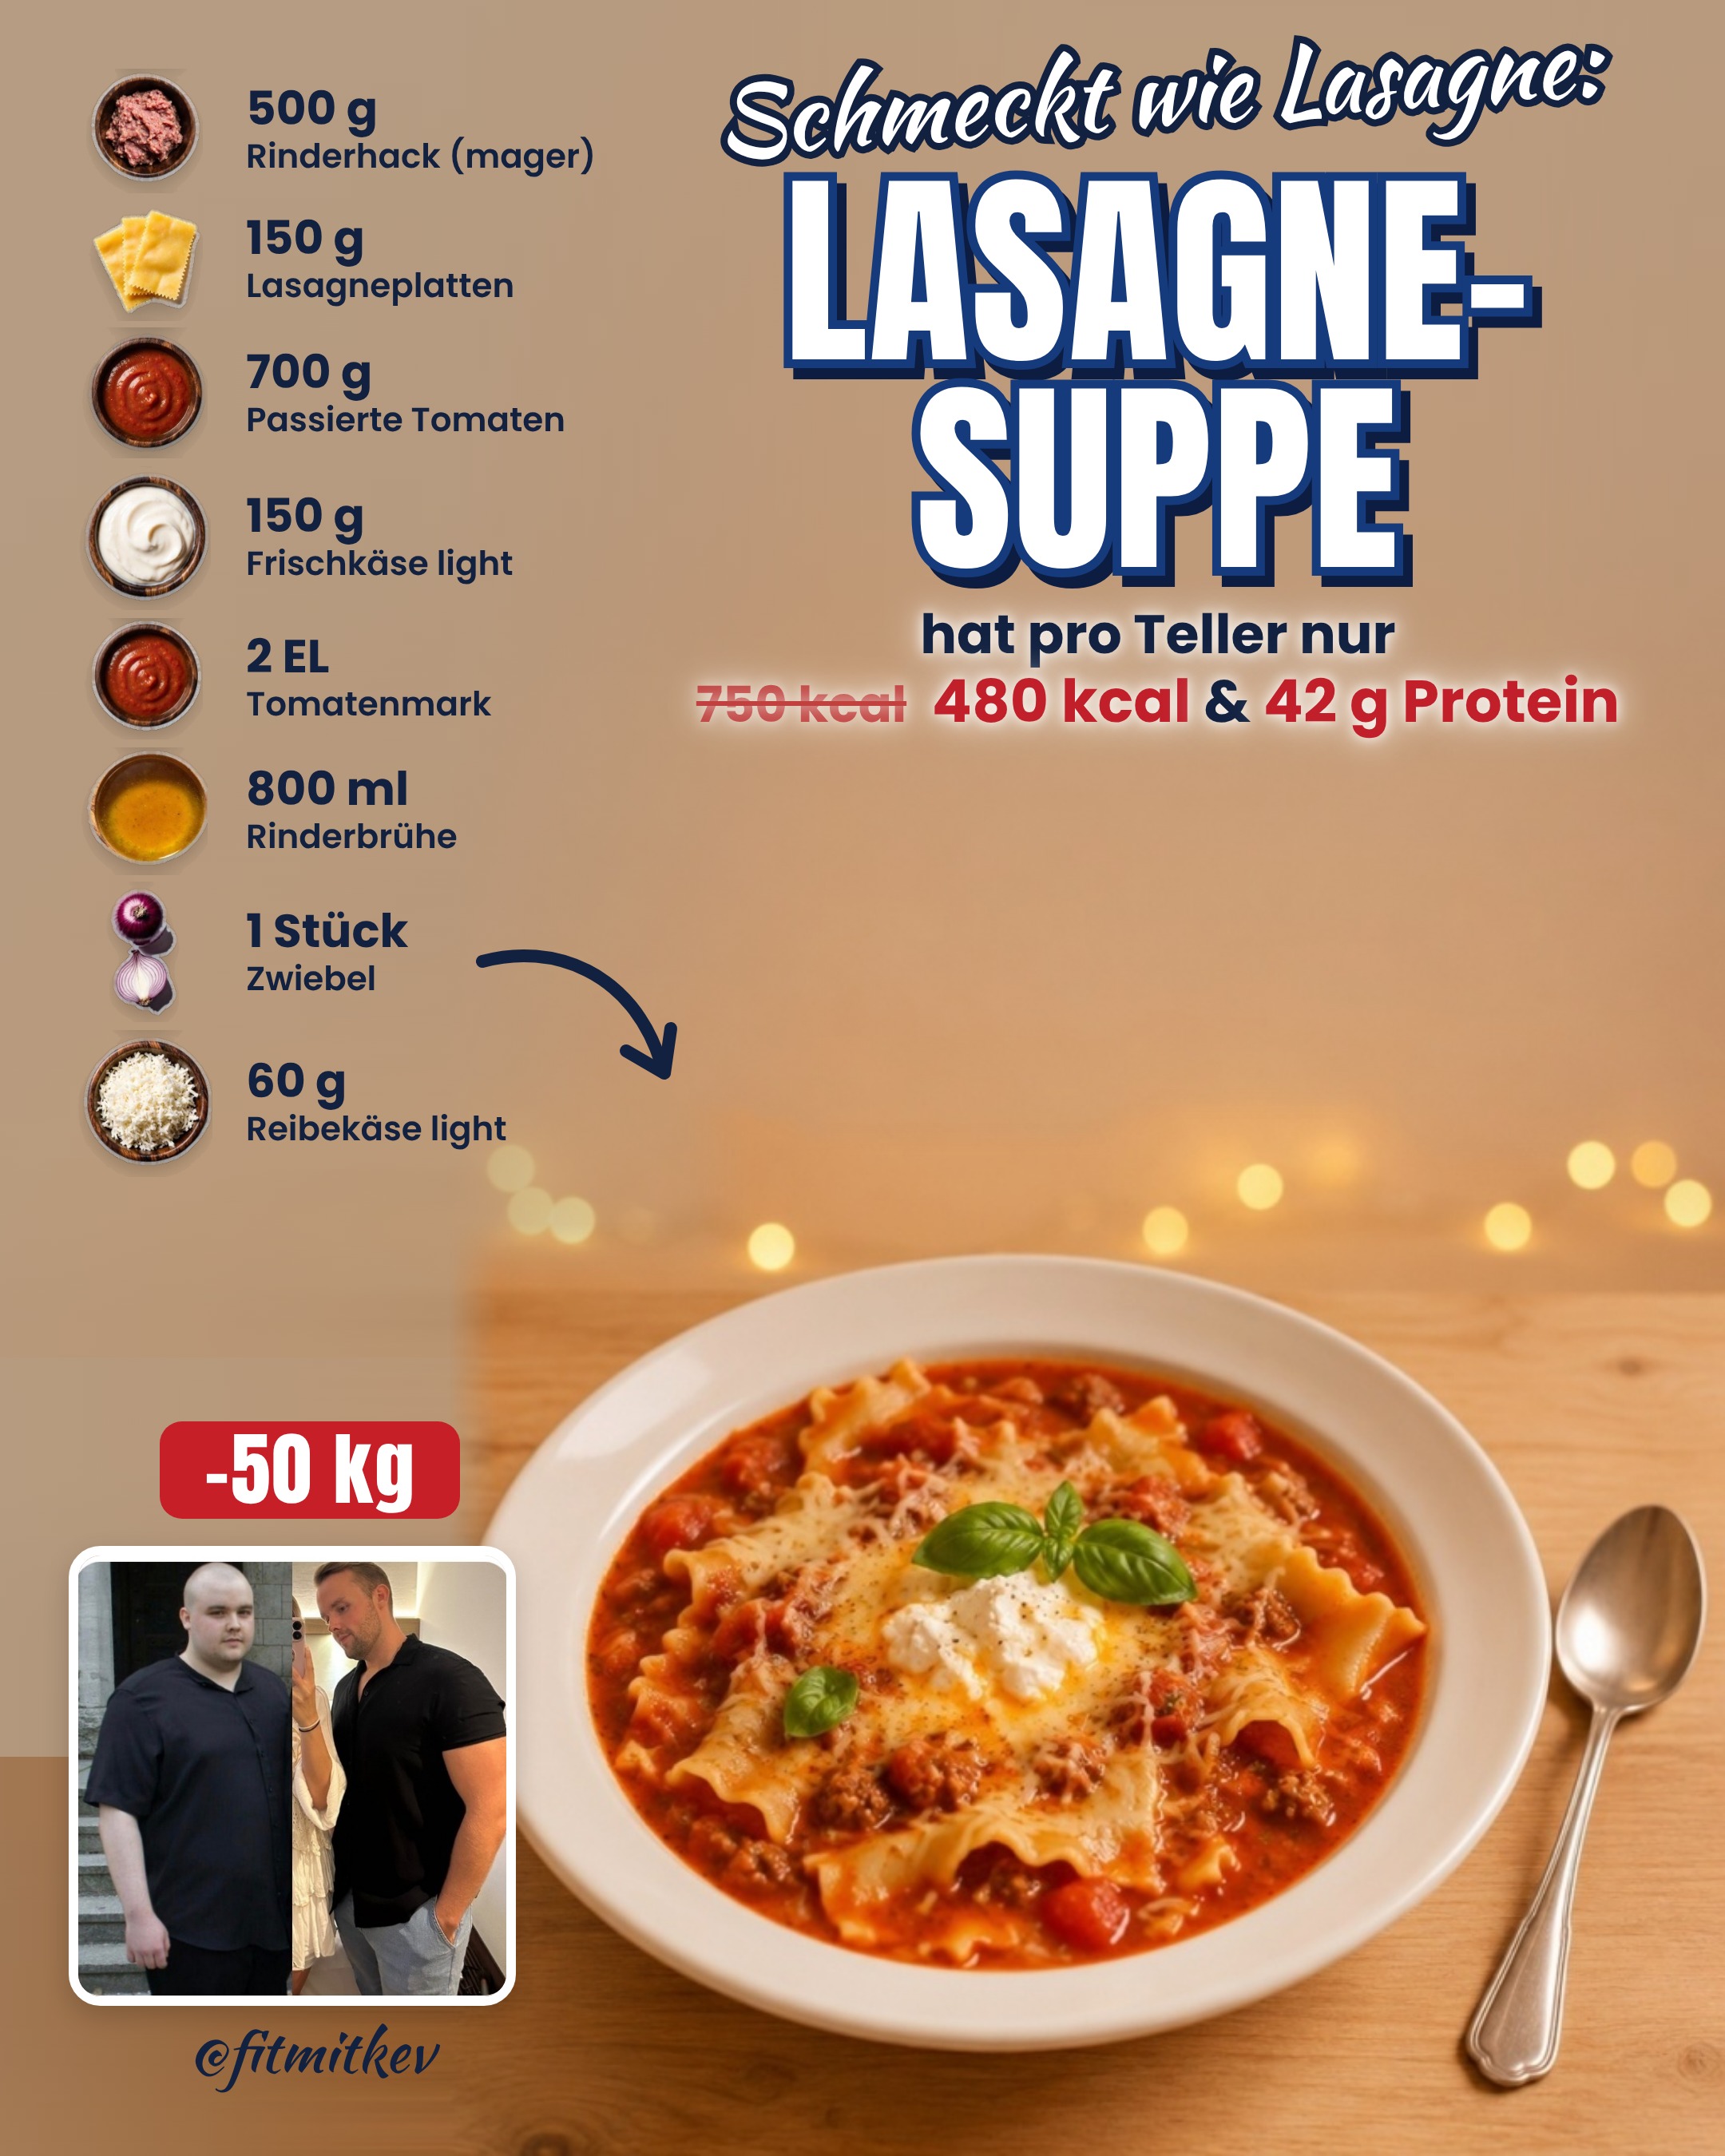 Schmeckt wie Lasagne:
LASAGNE-
SUPPE
hat pro Teller nur
750 kcal 480 kcal & 42 g Protein
500 g
Rinderhack (mager)
150 g
Lasagneplatten
700 g
Passierte Tomaten
150 g
Frischkäse light
2 EL
Tomatenmark
800 ml
Rinderbrühe
1 Stück
Zwiebel
60 g
Reibekäse light
-50 kg
@fitmitkev